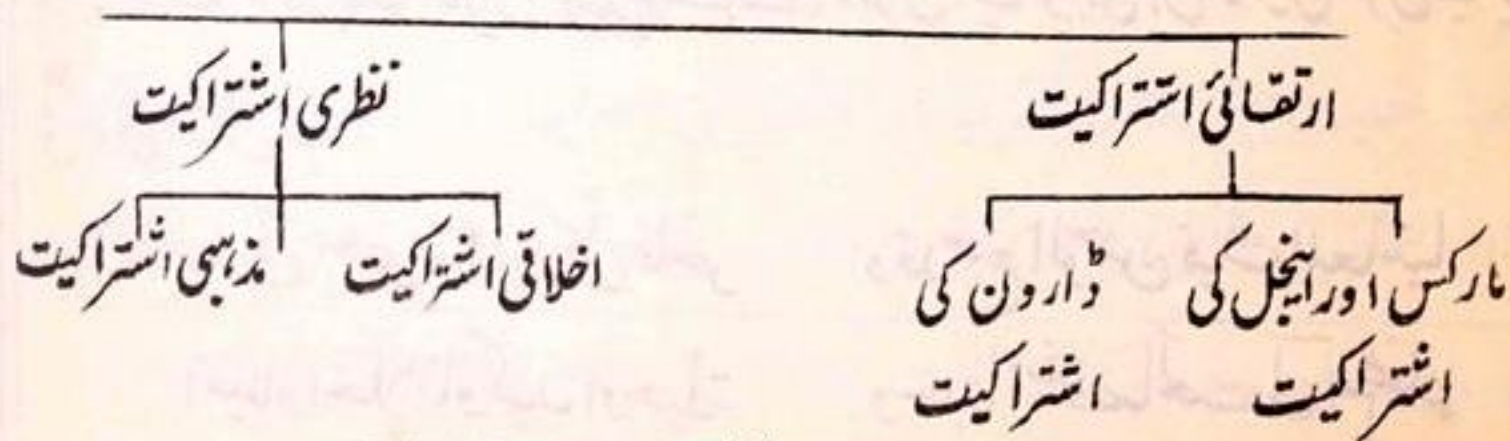 ارتقائی اشتراکیت نظری اشتراکیت
مارکس اور اینجل کی ڈارون کی اخلاقی اشتراکیت مذہبی اشتراکیت
اشتراکیت اشتراکیت